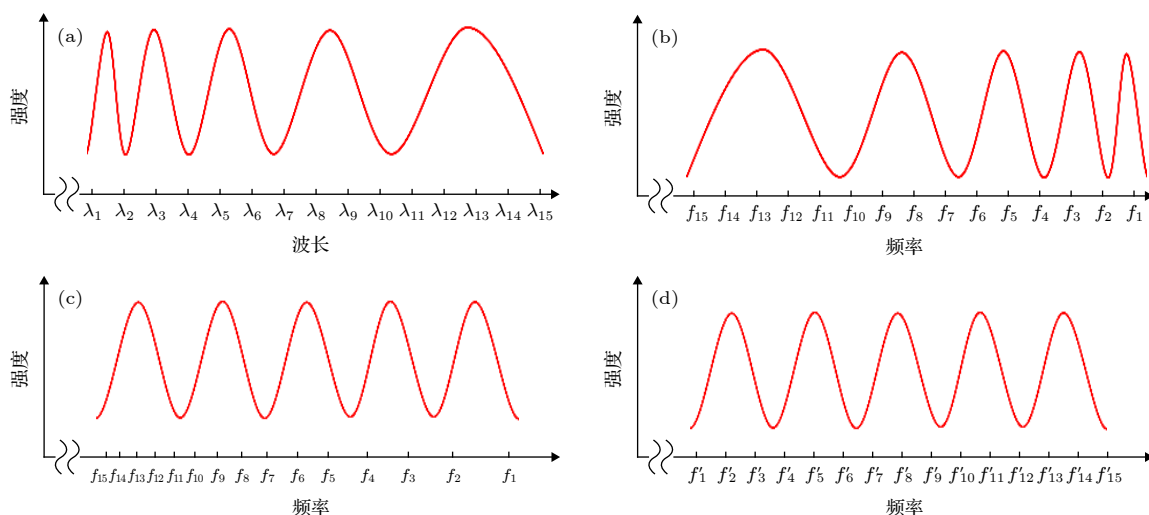 (a)
强度
λ₁ λ₂ λ₃ λ₄ λ₅ λ₆ λ₇ λ₈ λ₉ λ₁₀ λ₁₁ λ₁₂ λ₁₃ λ₁₄ λ₁₅
波长
(b)
强度
f₁₅ f₁₄ f₁₃ f₁₂ f₁₁ f₁₀ f₉ f₈ f₇ f₆ f₅ f₄ f₃ f₂ f₁
频率
(c)
强度
f₁₅ f₁₄ f₁₃ f₁₂ f₁₁ f₁₀ f₉ f₈ f₇ f₆ f₅ f₄ f₃ f₂ f₁
频率
(d)
强度
f′₁ f′₂ f′₃ f′₄ f′₅ f′₆ f′₇ f′₈ f′₉ f′₁₀ f′₁₁ f′₁₂ f′₁₃ f′₁₄ f′₁₅
频率